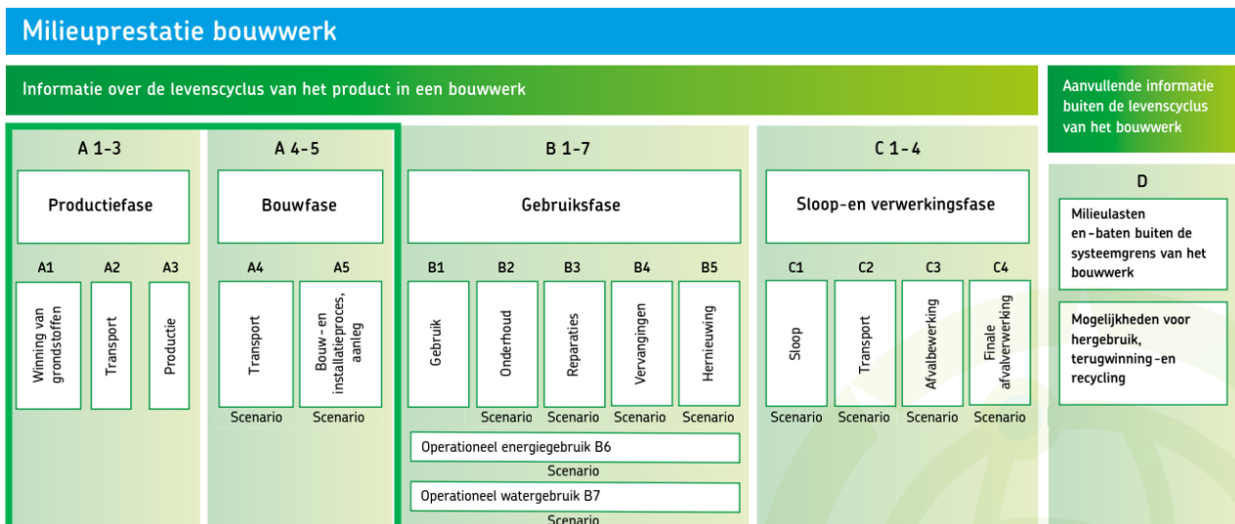 Milieuprestatie bouwwerk
Informatie over de levenscyclus van het product in een bouwwerk
Aanvullende informatie
buiten de levenscyclus
van het bouwwerk
A 1-3
Productiefase
A1
A2
A3
Winning van
grondstoffen
Transport
Productie
A 4-5
Bouwfase
A4
A5
Transport
Bouw- en
installatieproces,
aanleg
Scenario
Scenario
B 1-7
Gebruiksfase
B1
B2
B3
B4
B5
Gebruik
Onderhoud
Reparaties
Vervangingen
Hernieuwing
Scenario
Scenario
Scenario
Scenario
Operationeel energiegebruik B6
Scenario
Operationeel watergebruik B7
Scenario
C 1-4
Sloop-en verwerkingsfase
C1
C2
C3
C4
Sloop
Transport
Afvalbewerking
Finale
afvalverwerking
Scenario
Scenario
Scenario
Scenario
D
Milieulasten
en-baten buiten de
systeemgrens van het
bouwwerk
Mogelijkheden voor
hergebruik,
terugwinning-en
recycling